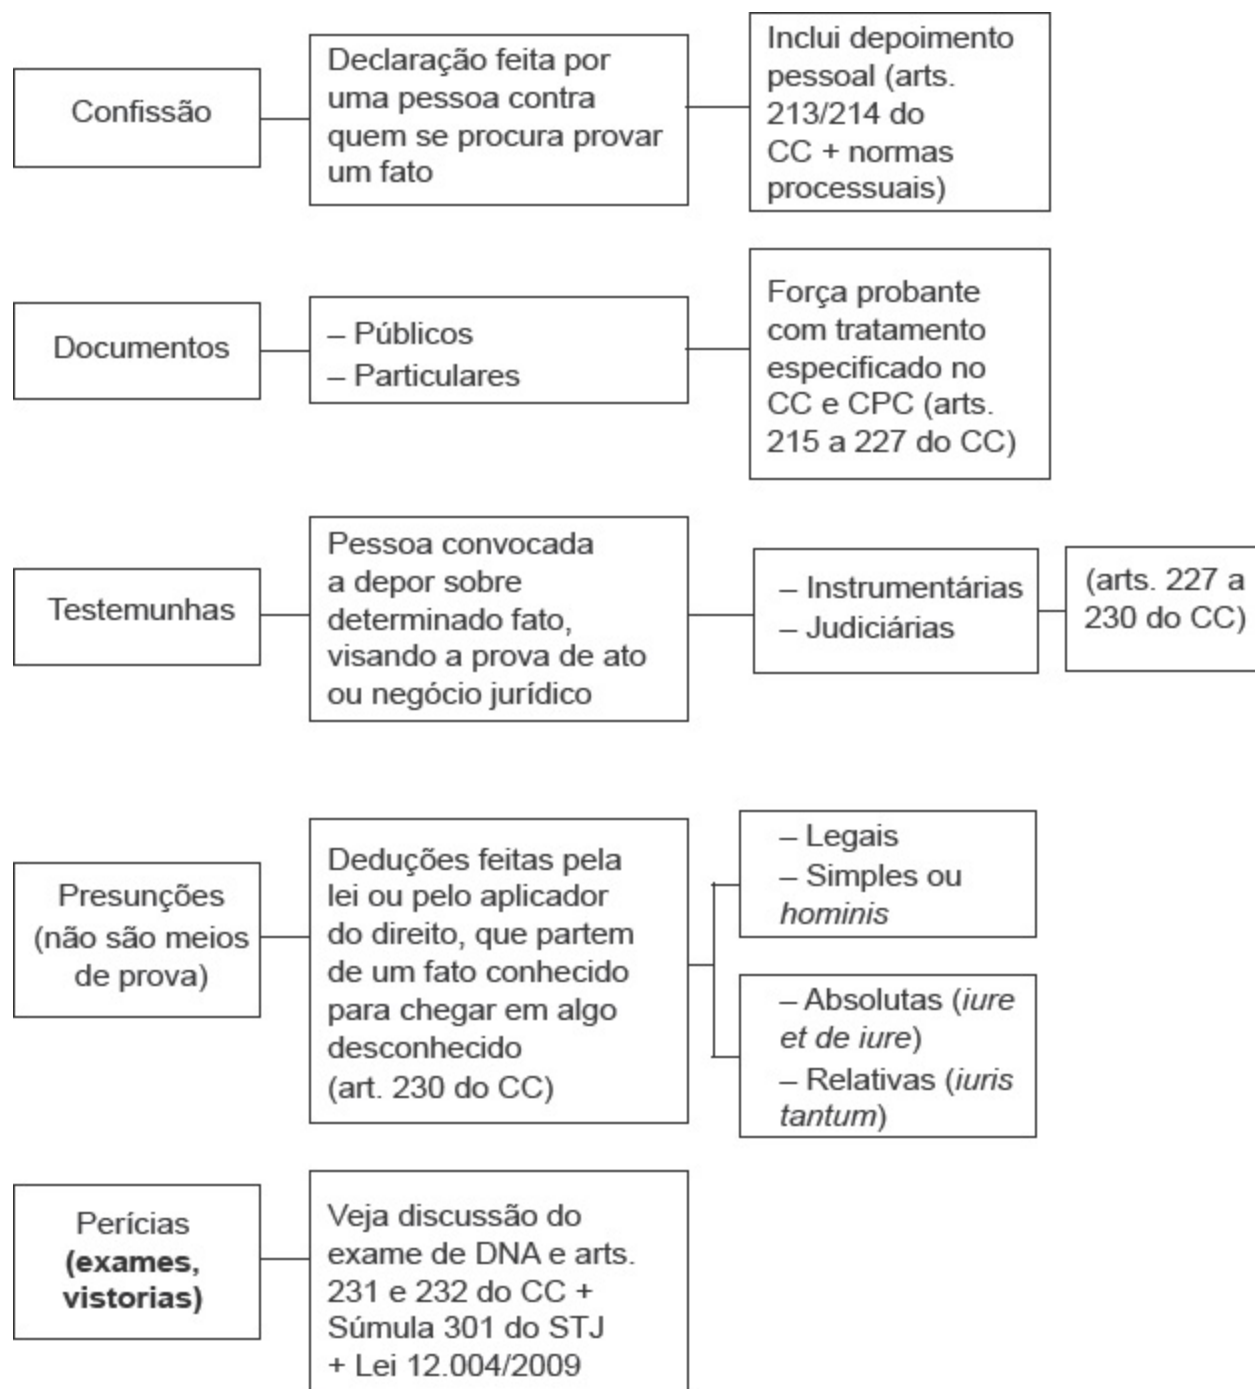 Confissão
Declaração feita por
uma pessoa contra
quem se procura provar
um fato
Inclui depoimento
pessoal (arts.
213/214 do
CC + normas
processuais)
Documentos
– Públicos
– Particulares
Força probante
com tratamento
especificado no
CC e CPC (arts.
215 a 227 do CC)
Testemunhas
Pessoa convocada
a depor sobre
determinado fato,
visando a prova de ato
ou negócio jurídico
– Instrumentárias
– Judiciárias
(arts. 227 a
230 do CC)
Presunções
(não são meios
de prova)
Deduções feitas pela
lei ou pelo aplicador
do direito, que partem
de um fato conhecido
para chegar em algo
desconhecido
(art. 230 do CC)
– Legais
– Simples ou
hominis
– Absolutas (iure
et de iure)
– Relativas (iuris
tantum)
Perícias
(exames,
vistorias)
Veja discussão do
exame de DNA e arts.
231 e 232 do CC +
Súmula 301 do STJ
+ Lei 12.004/2009